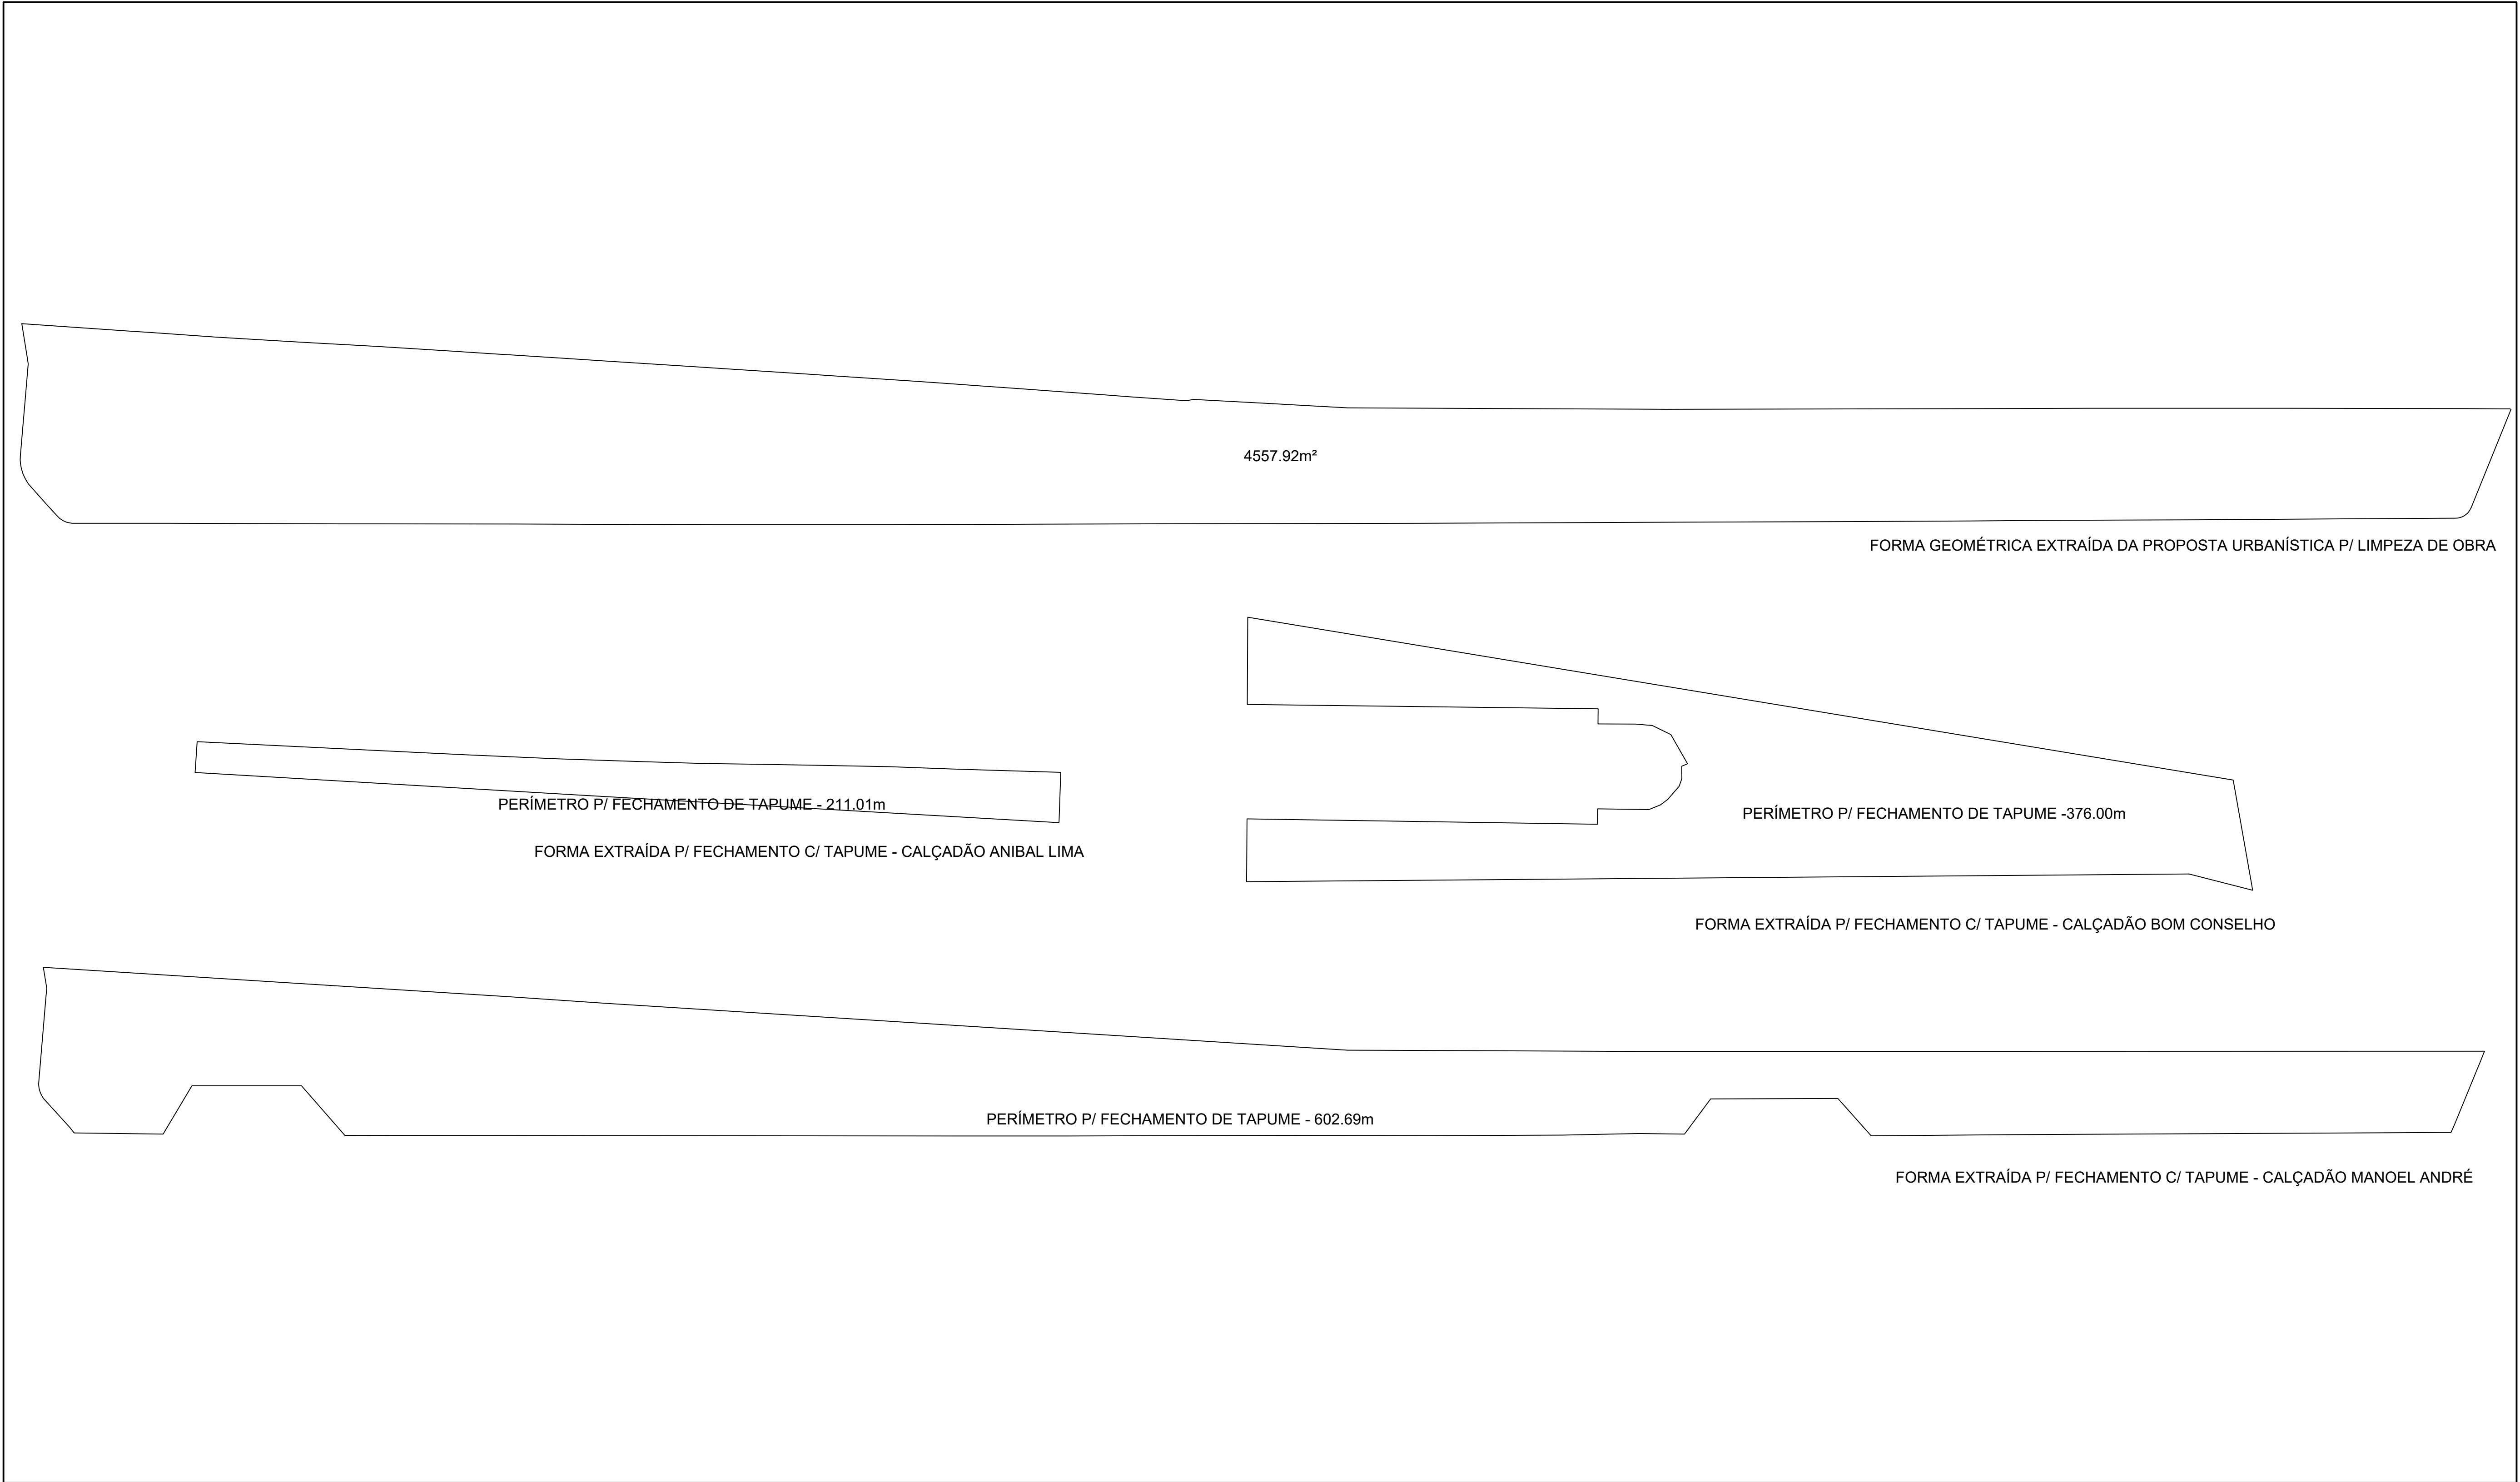 4557.92m²
FORMA GEOMÉTRICA EXTRAÍDA DA PROPOSTA URBANÍSTICA P/ LIMPEZA DE OBRA
PERÍMETRO P/ FECHAMENTO DE TAPUME - 211.01m
FORMA EXTRAÍDA P/ FECHAMENTO C/ TAPUME - CALÇADÃO ANIBAL LIMA
PERÍMETRO P/ FECHAMENTO DE TAPUME -376.00m
FORMA EXTRAÍDA P/ FECHAMENTO C/ TAPUME - CALÇADÃO BOM CONSELHO
PERÍMETRO P/ FECHAMENTO DE TAPUME - 602.69m
FORMA EXTRAÍDA P/ FECHAMENTO C/ TAPUME - CALÇADÃO MANOEL ANDRÉ